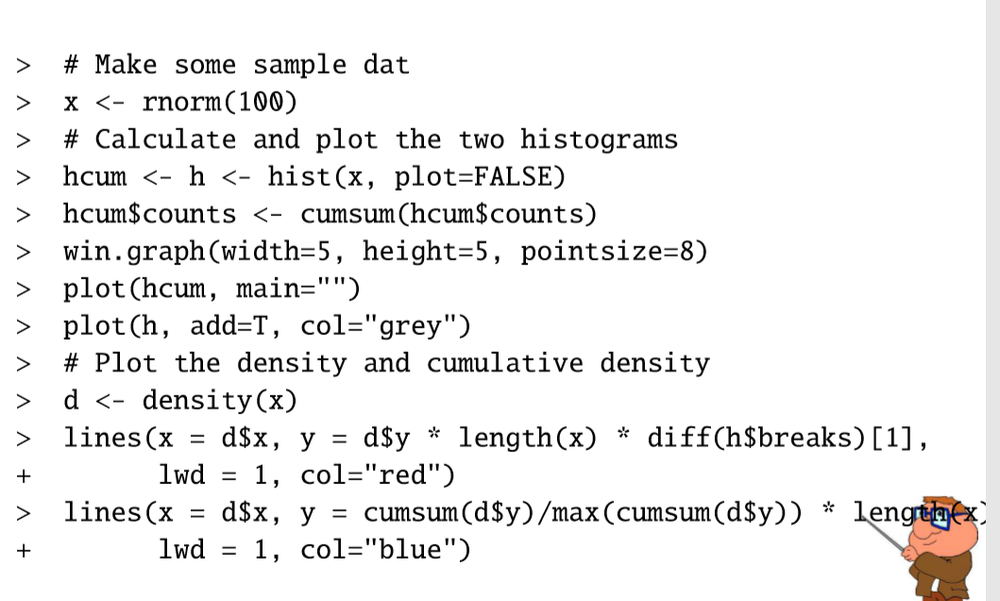 > # Make some sample dat
> x <- rnorm(100)
> # Calculate and plot the two histograms
> hcum <- h <- hist(x, plot=FALSE)
> hcum$counts <- cumsum(hcum$counts)
> win.graph(width=5, height=5, pointsize=8)
> plot(hcum, main="")
> plot(h, add=T, col="grey")
> # Plot the density and cumulative density
> d <- density(x)
> lines(x = d$x, y = d$y * length(x) * diff(h$breaks)[1],
+ lwd = 1, col="red")
> lines(x = d$x, y = cumsum(d$y)/max(cumsum(d$y)) * length(x)
+ lwd = 1, col="blue")